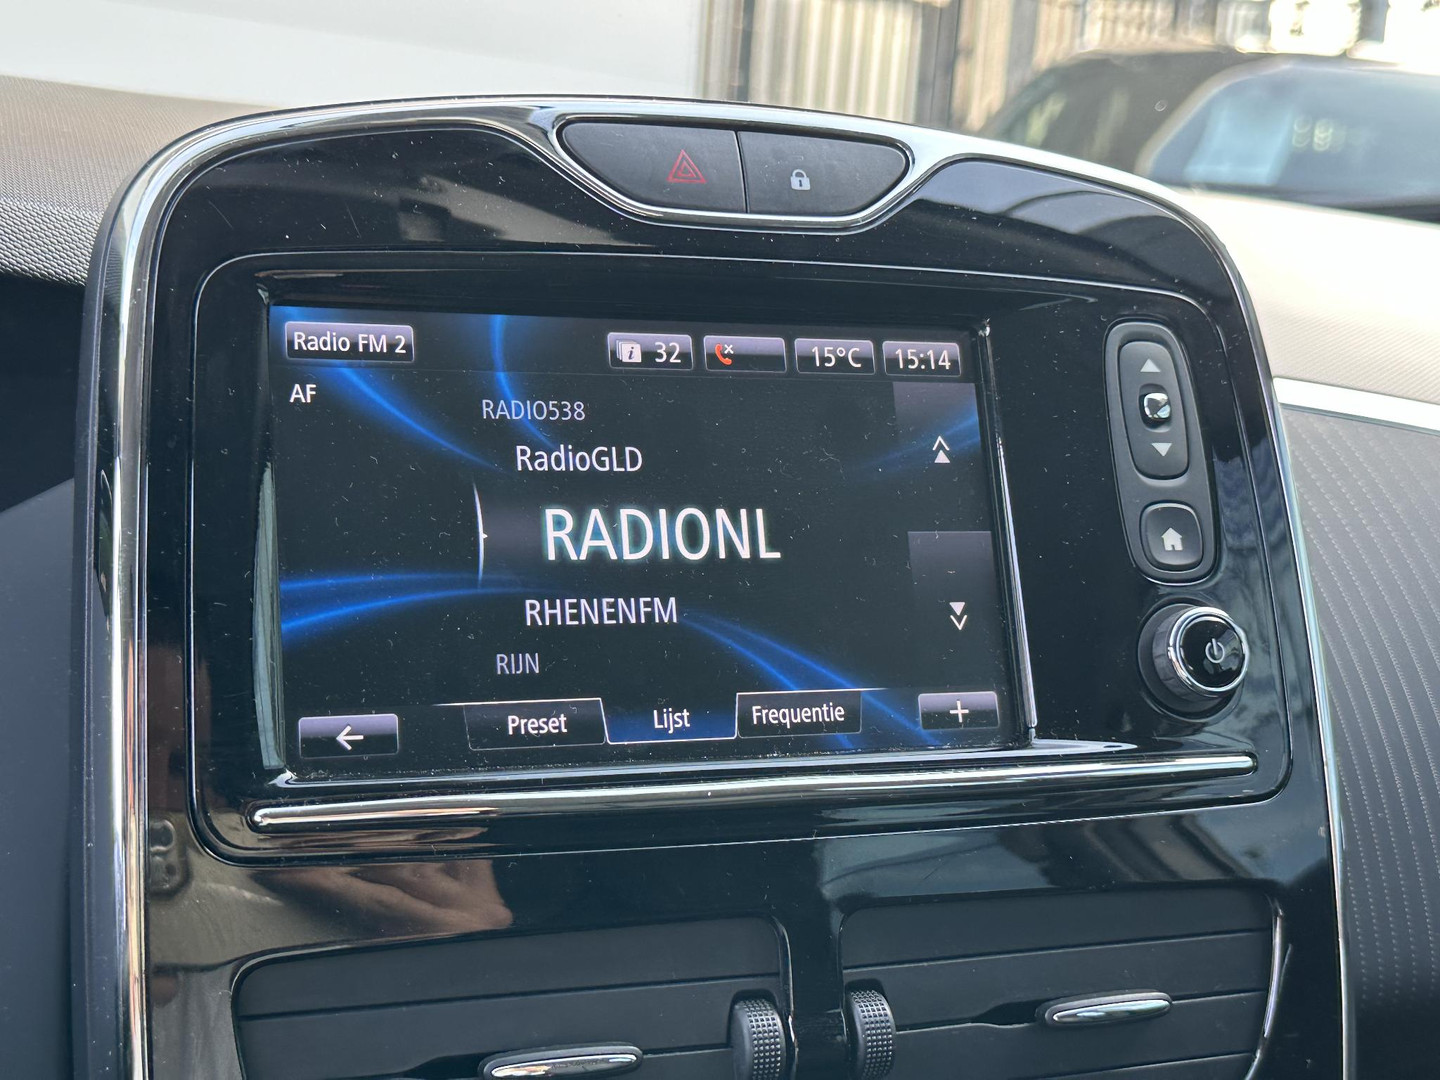 Radio FM 2
32
15°C
15:14
AF
RADIO538
RadioGLD
RADIONL
RHENENFM
RIJN
Preset
Lijst
Frequentie